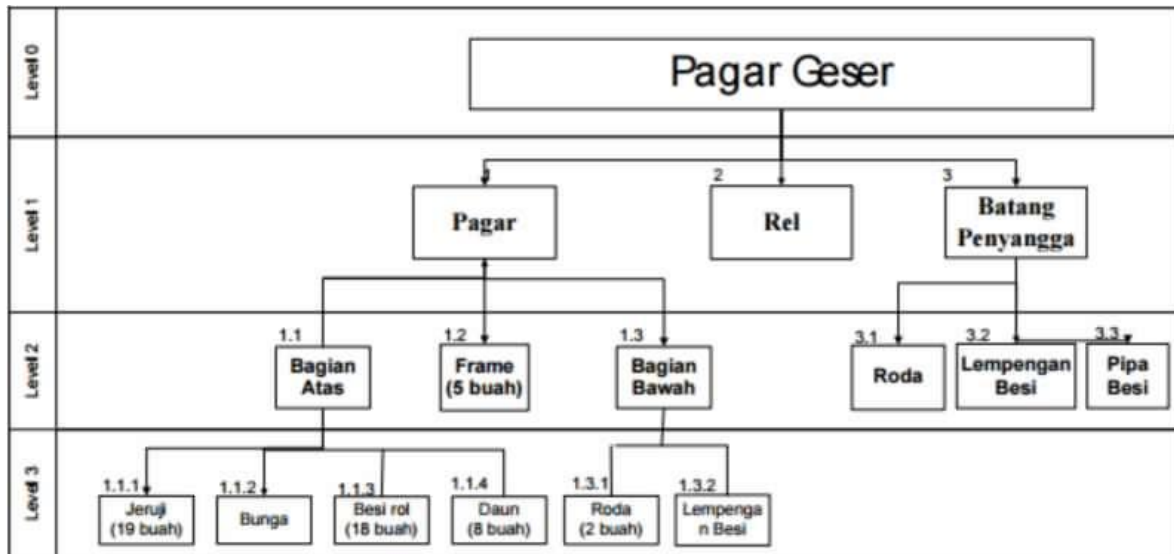 Level 0
Pagar Geser
Level 1
1
2
3
Pagar
Rel
Batang
Penyangga
Level 2
1.1
1.2
1.3
3.1
3.2
3.3
Bagian
Atas
Frame
(5 buah)
Bagian
Bawah
Roda
Lempengan
Besi
Pipa
Besi
Level 3
1.1.1
1.1.2
1.1.3
1.1.4
1.3.1
1.3.2
Jeruji
(19 buah)
Bunga
Besi rol
(18 buah)
Daun
(8 buah)
Roda
(2 buah)
Lempenga
n Besi